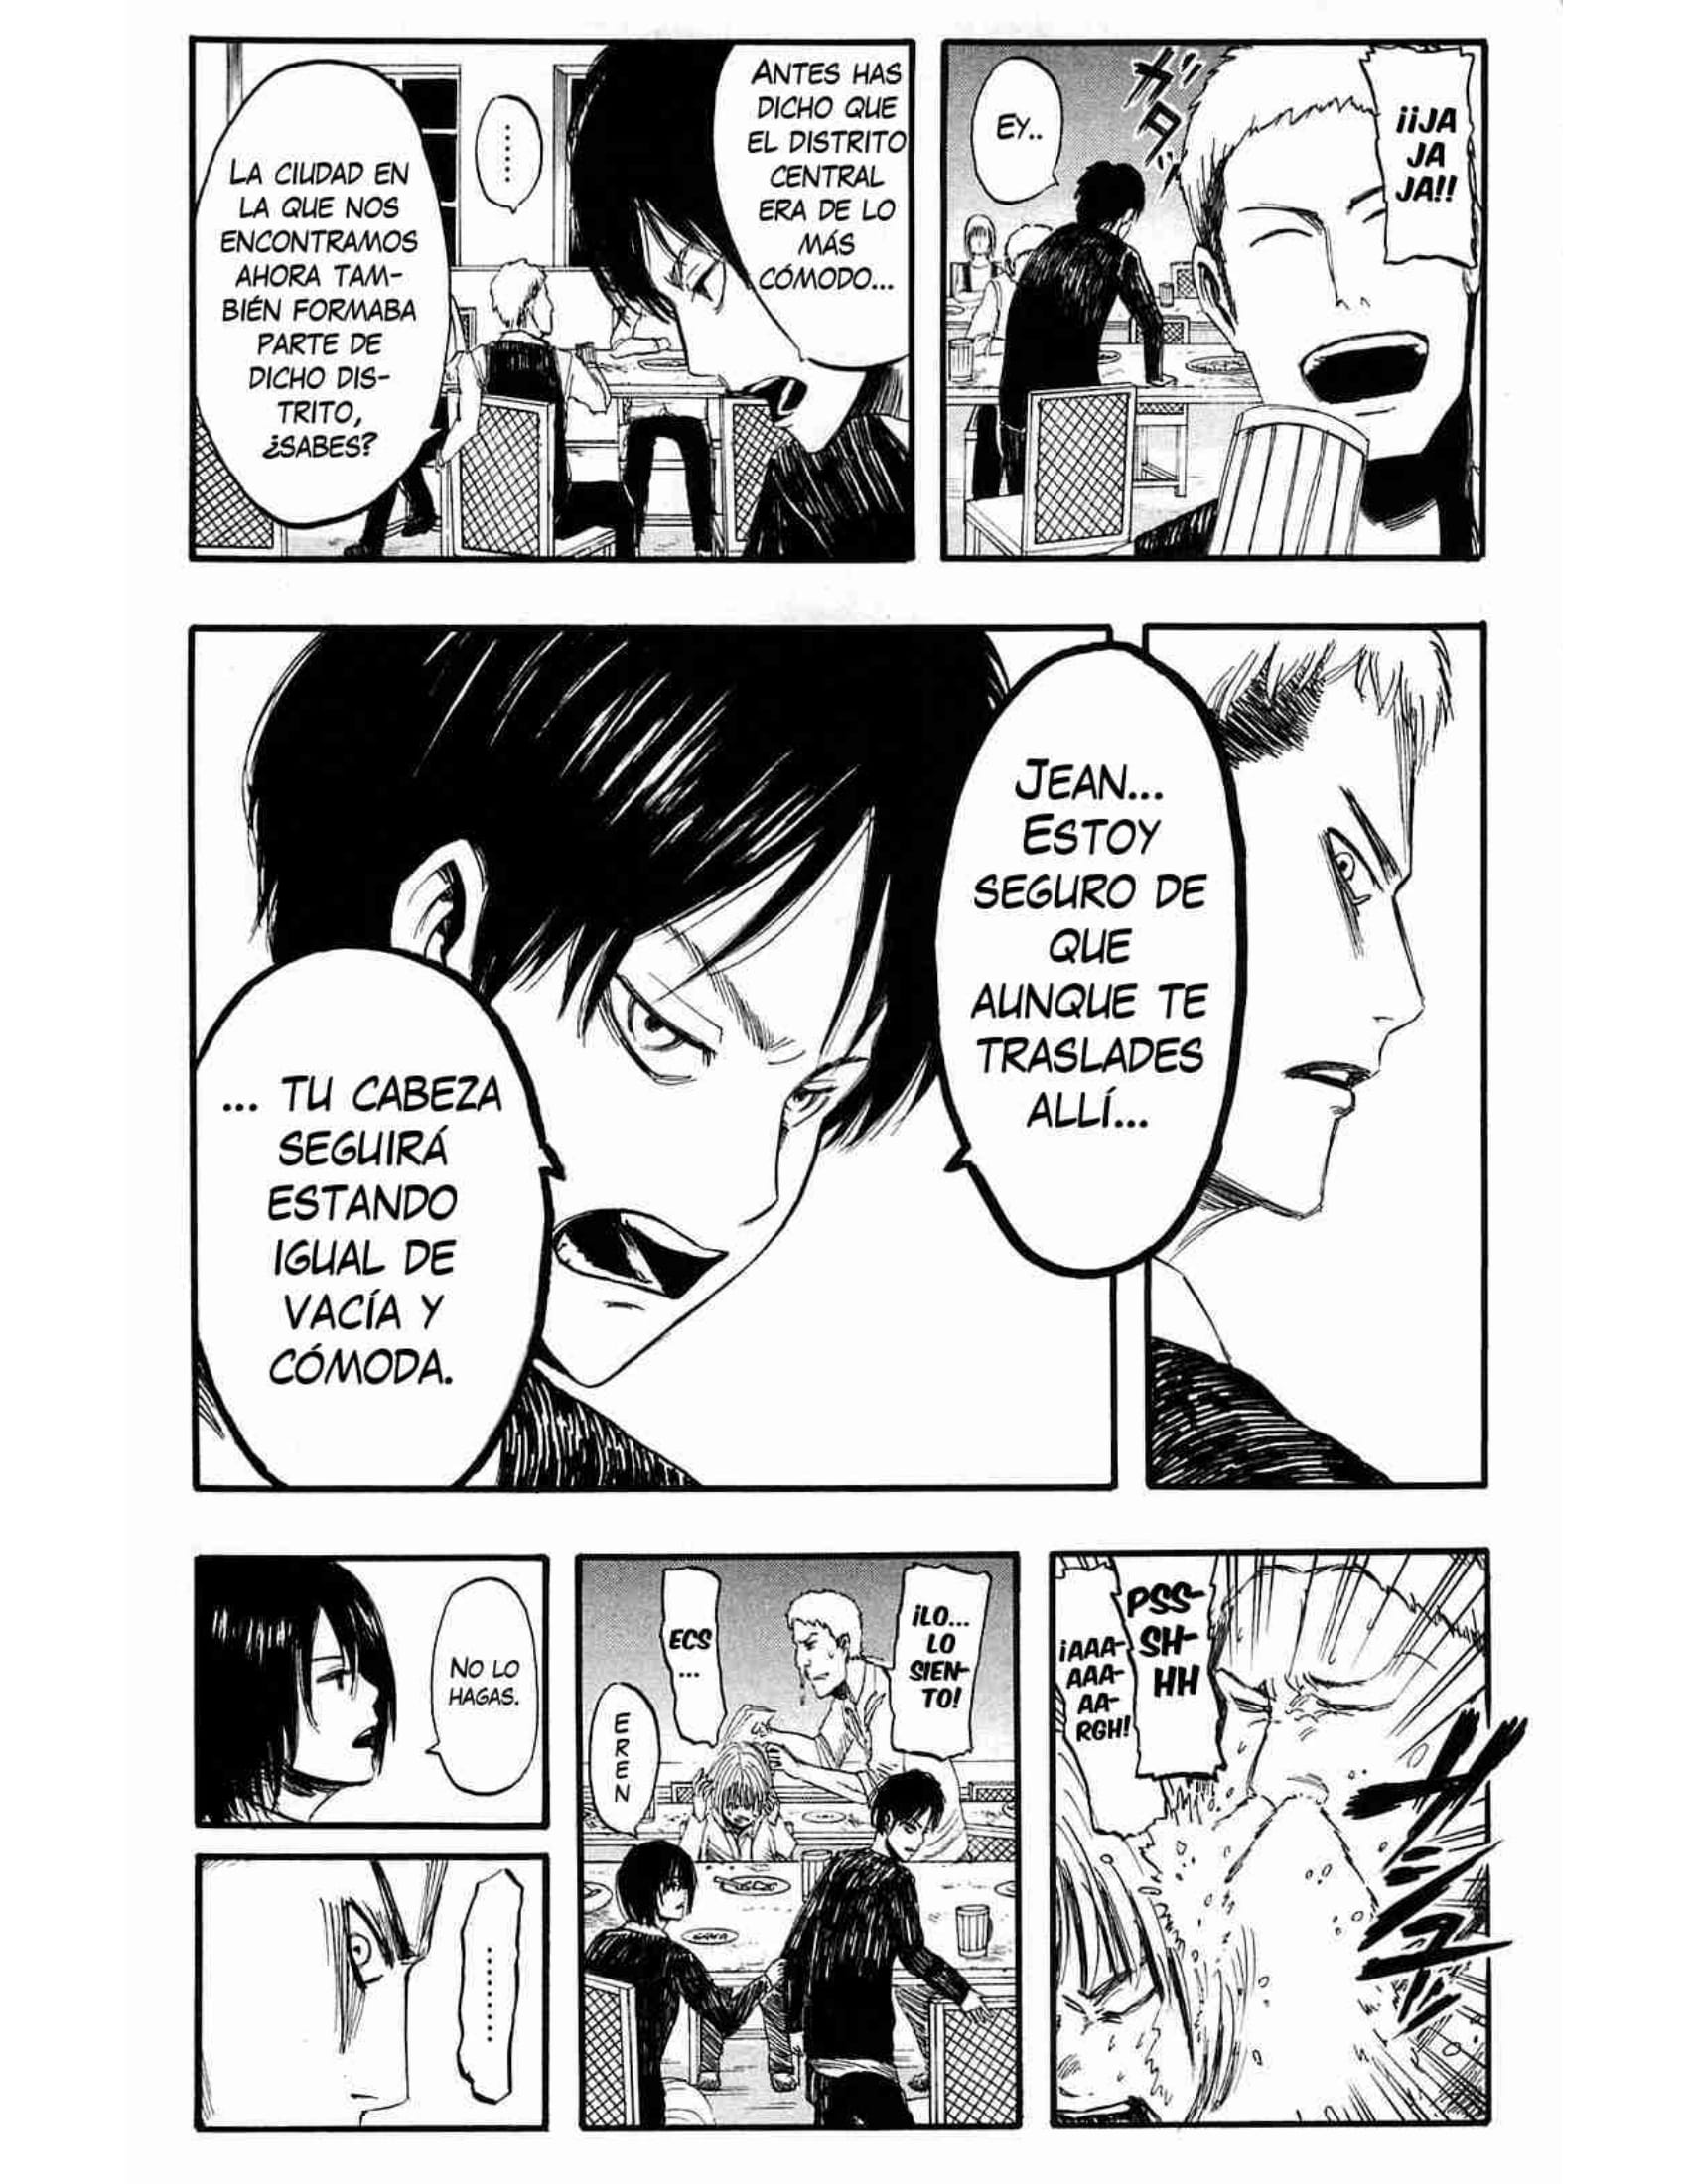 ¡¡JA
JA
JA!!
EY..
ガタ
ANTES HAS
DICHO QUE
EL DISTRITO
CENTRAL
ERA DE LO
MÁS
CÓMODO...
......
LA CIUDAD EN
LA QUE NOS
ENCONTRAMOS
AHORA TAM-
BIÉN FORMABA
PARTE DE
DICHO DIS-
TRITO,
¿SABES?
JEAN...
ESTOY
SEGURO DE
QUE
AUNQUE TE
TRASLADES
ALLÍ...
... TU CABEZA
SEGUIRÁ
ESTANDO
IGUAL DE
VACÍA Y
CÓMODA.
PSS-
SH-
HH
¡AAA-
AAA-
AA-
RGH!
¡LO...
LO
SIEN-
TO!
ECS
...
EREN
NO LO
HAGAS.
.......